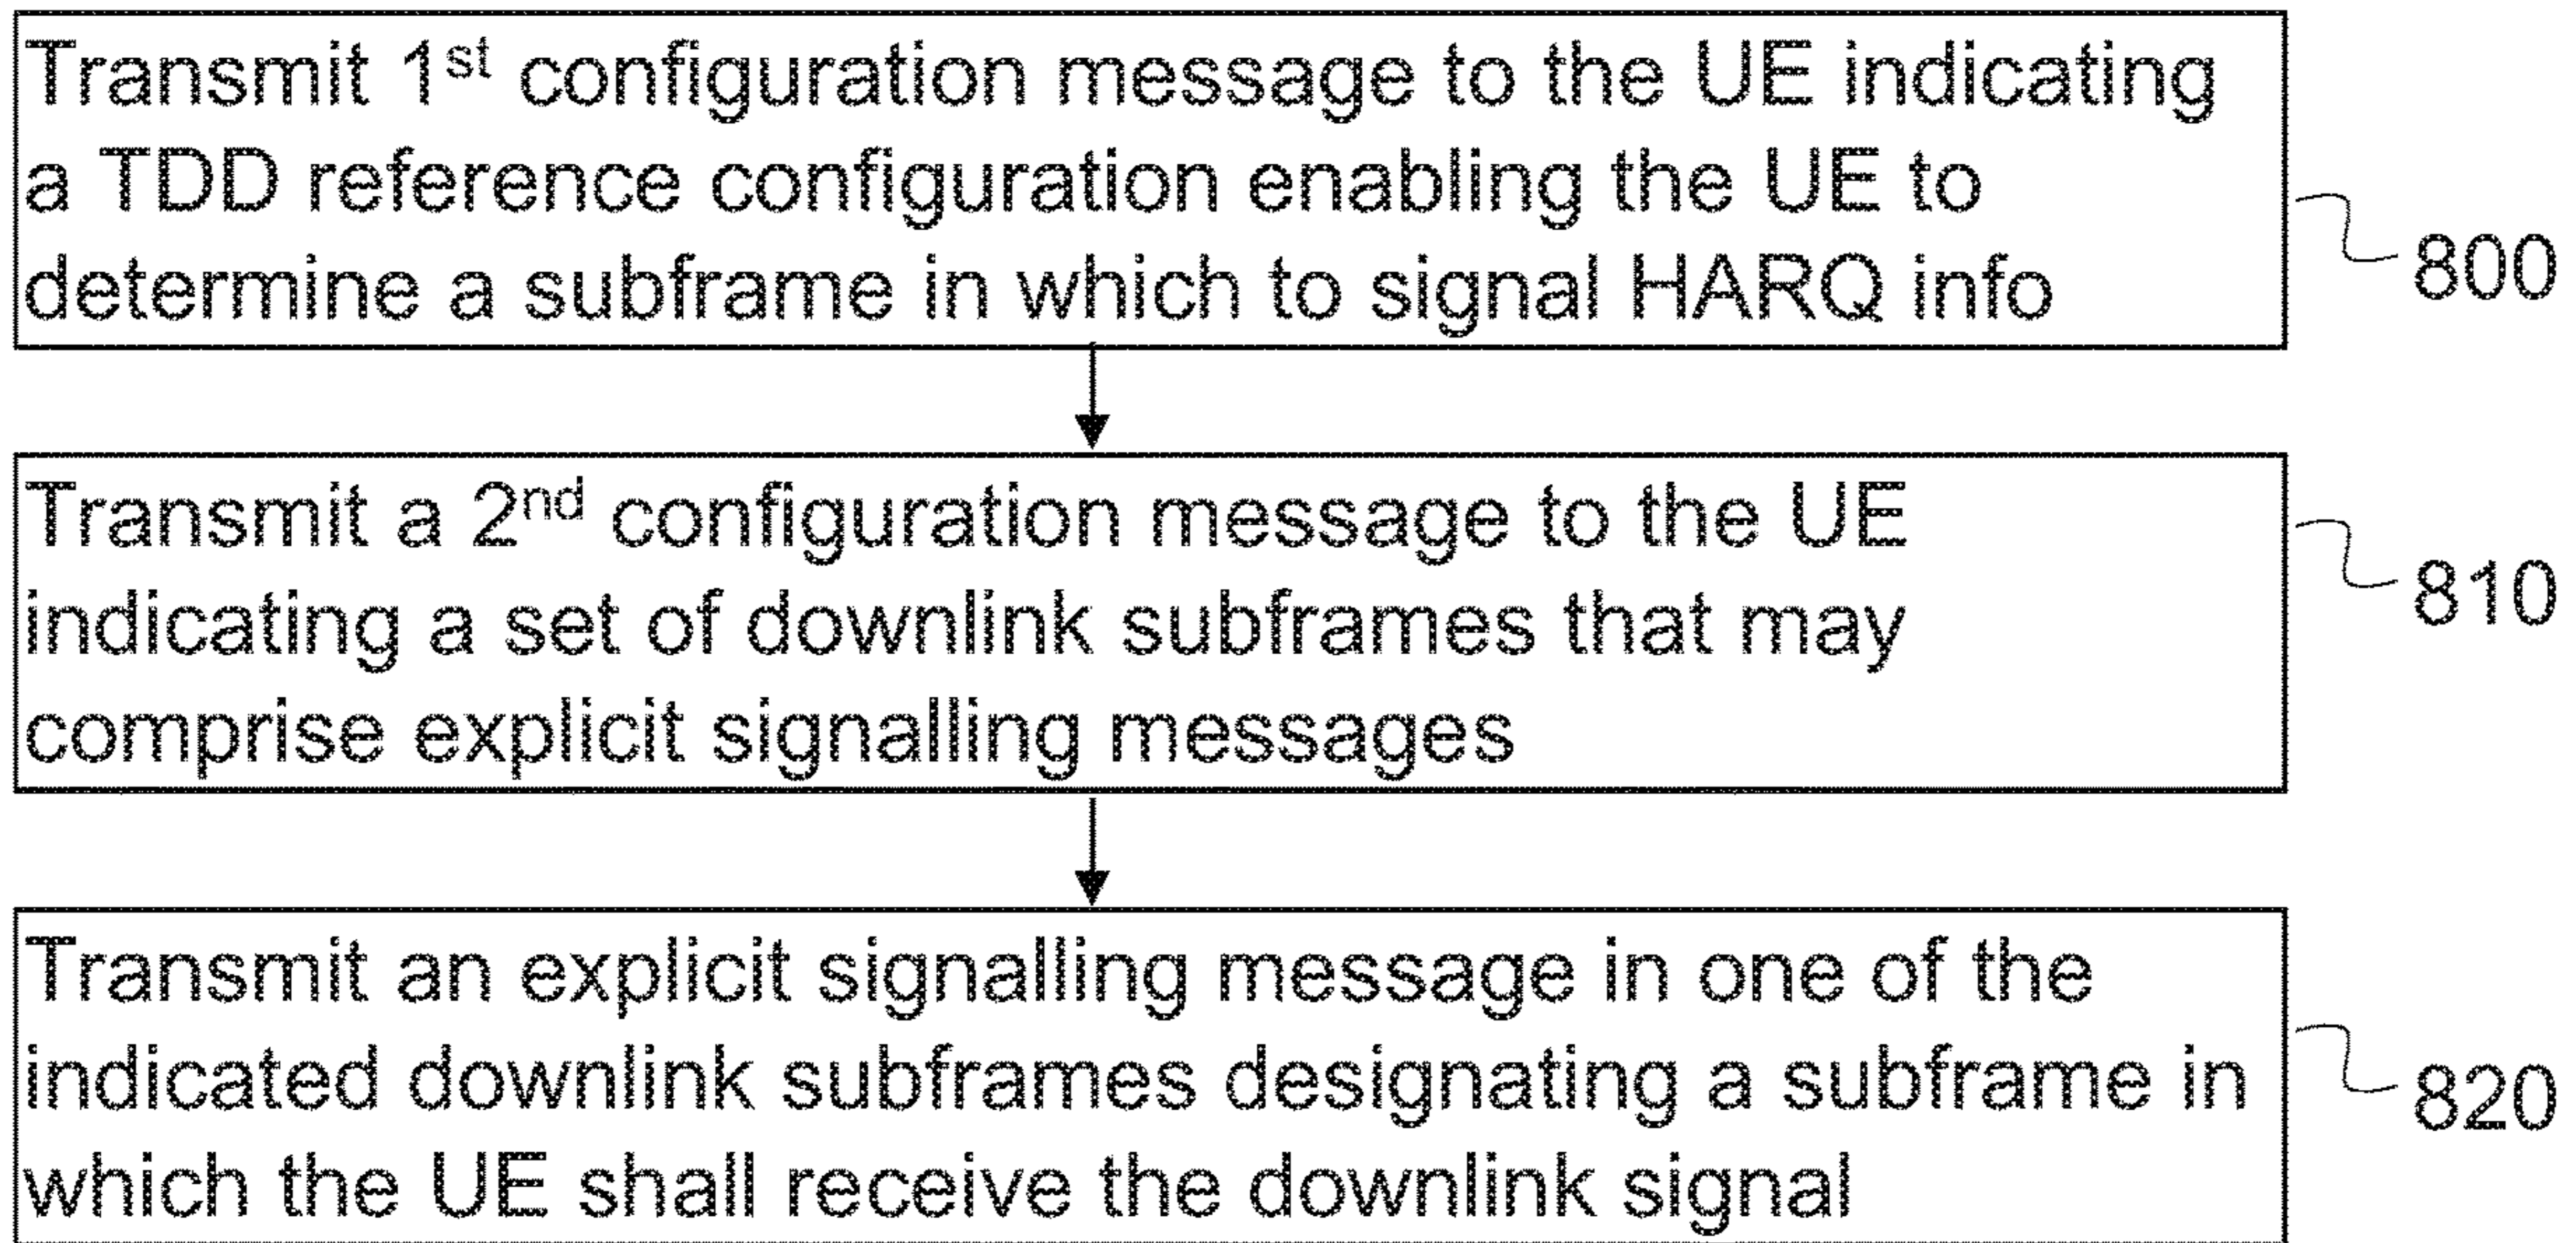 Transmit 1st configuration message to the UE indicating
a TDD reference configuration enabling the UE to
determine a subframe in which to signal HARQ info
800
Transmit a 2nd configuration message to the UE
indicating a set of downlink subframes that may
comprise explicit signalling messages
810
Transmit an explicit signalling message in one of the
indicated downlink subframes designating a subframe in
which the UE shall receive the downlink signal
820